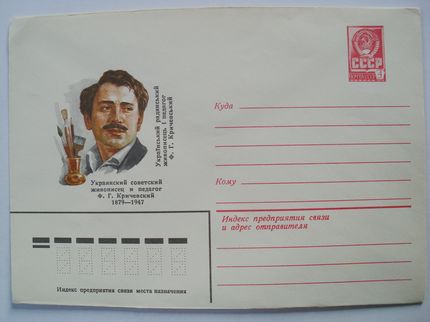 СССР
4
Український радянський
живописець і педагог
Ф. Г. Кричевський
Украинский советский
живописец и педагог
Ф. Г. Кричевский
1879—1947
Куда
Кому
Индекс предприятия связи
и адрес отправителя
Индекс предприятия связи места назначения